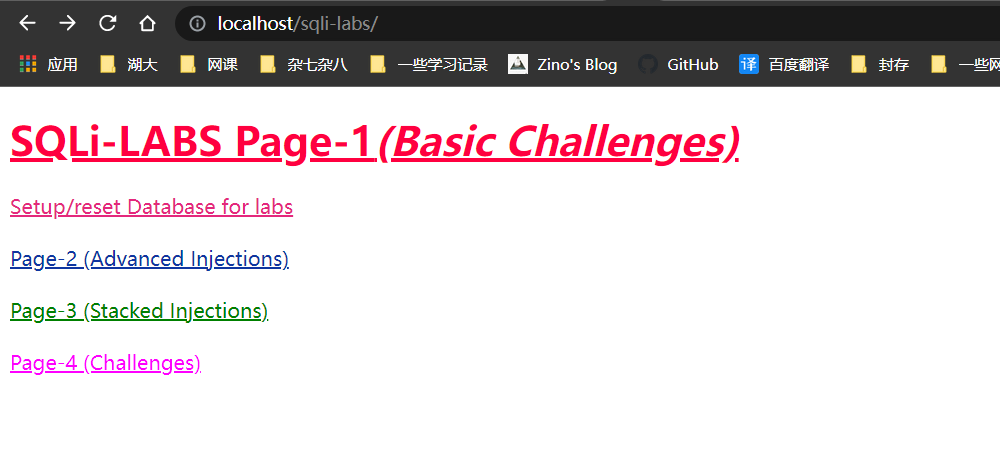 localhost/sqli-labs/
应用 湖大 网课 杂七杂八 一些学习记录 Zino's Blog GitHub 译 百度翻译 封存 一些网
SQLi-LABS Page-1(Basic Challenges)
Setup/reset Database for labs
Page-2 (Advanced Injections)
Page-3 (Stacked Injections)
Page-4 (Challenges)